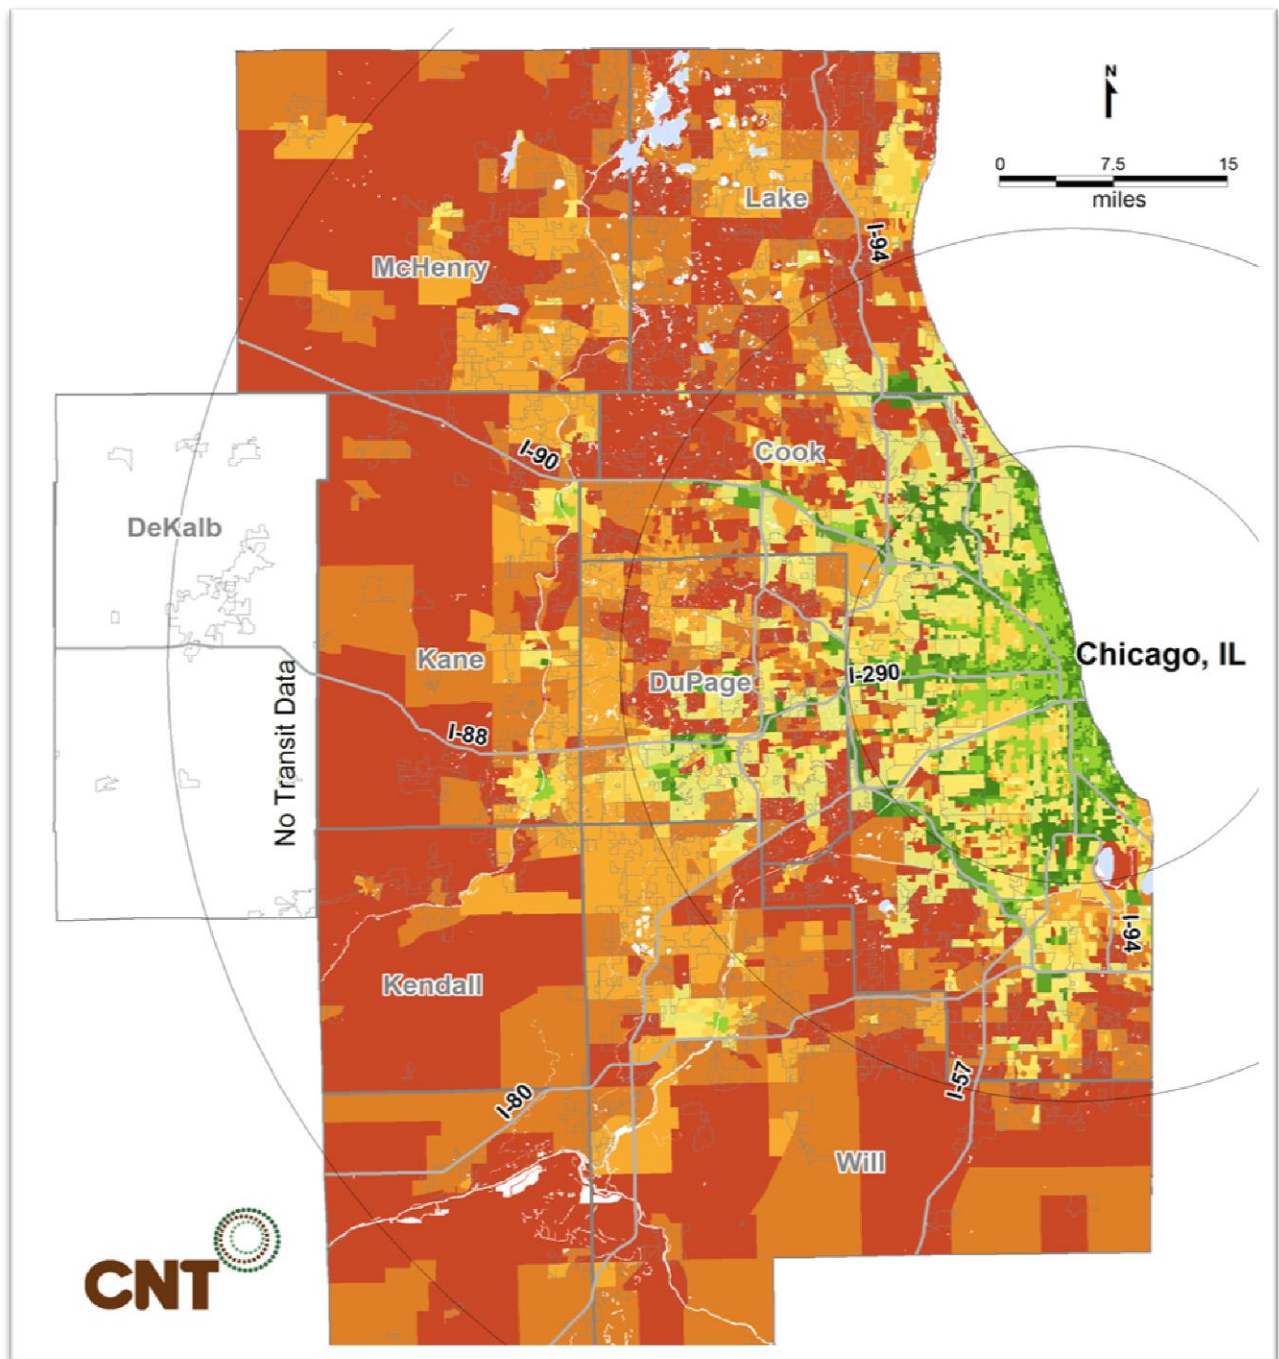 N
0 7.5 15
miles
Lake
I-94
McHenry
I-90
Cook
DeKalb
Chicago, IL
Kane
DuPage
I-290
No Transit Data
I-88
I-94
Kendall
I-57
I-80
Will
CNT